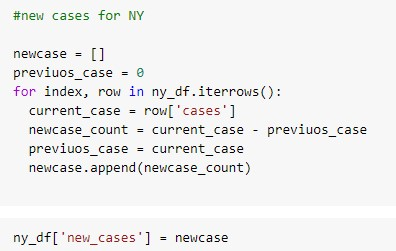 #new cases for NY
newcase = []
previuos_case = 0
for index, row in ny_df.iterrows():
  current_case = row['cases']
  newcase_count = current_case - previuos_case
  previuos_case = current_case
  newcase.append(newcase_count)
ny_df['new_cases'] = newcase